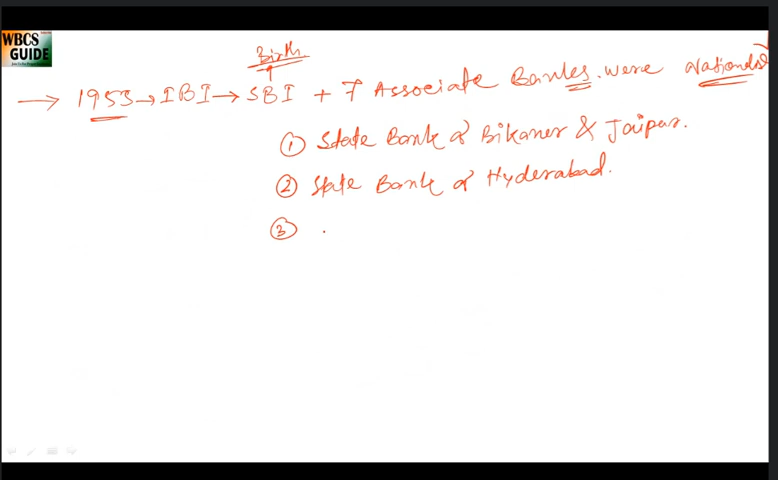 WBCS
GUIDE
Birth
→ 1953 → IBI → SBI + 7 Associate Banks were Nationalised
① State Bank of Bikaner & Jaipur.
② State Bank of Hyderabad.
③ .